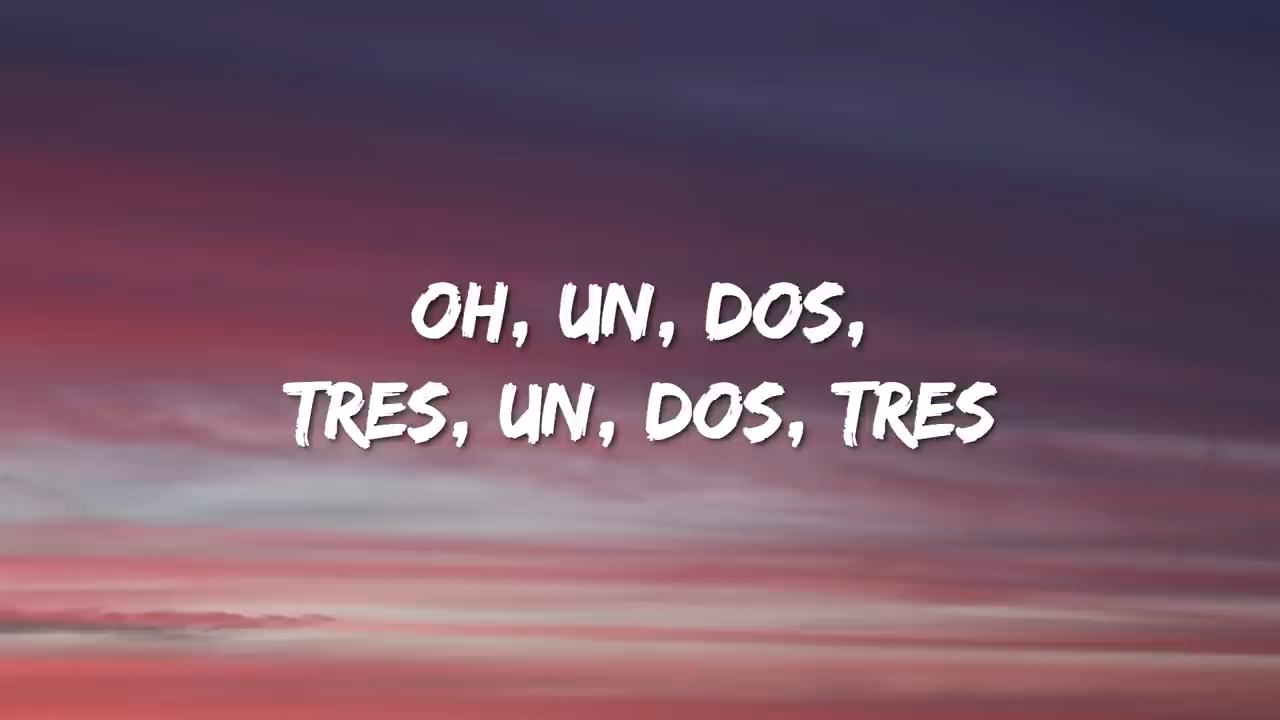 OH, UN, DOS,
TRES, UN, DOS, TRES